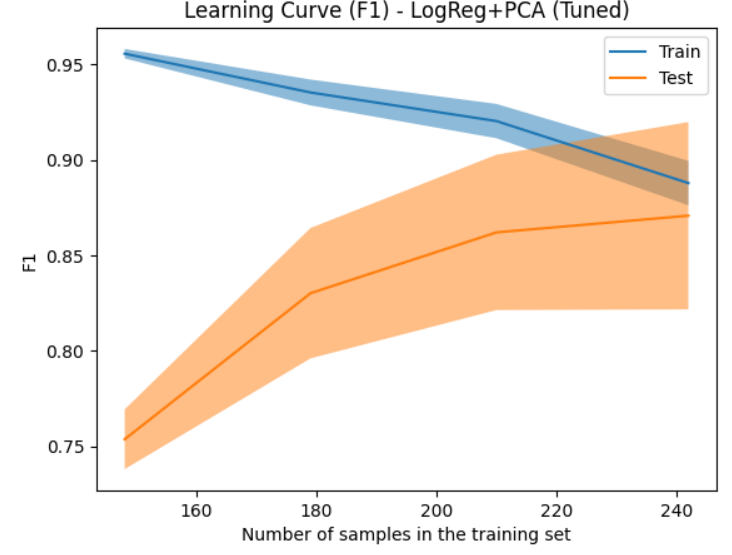 Learning Curve (F1) - LogReg+PCA (Tuned)
Train
Test
0.95
0.90
0.85
0.80
0.75
F1
160 180 200 220 240
Number of samples in the training set